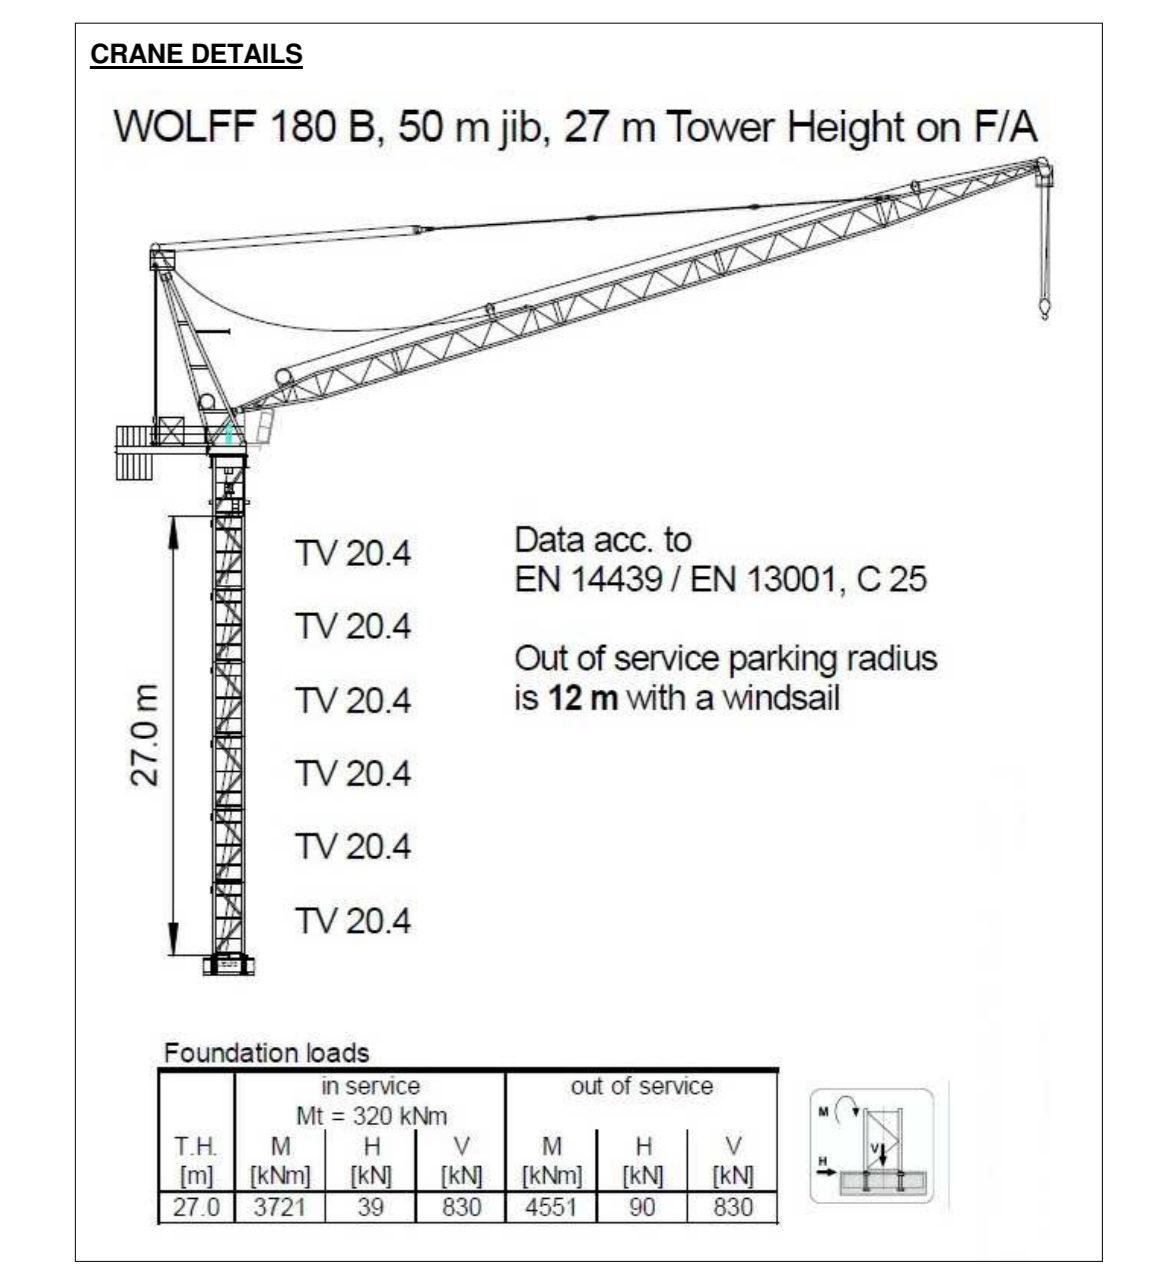 CRANE DETAILS
WOLFF 180 B, 50 m jib, 27 m Tower Height on F/A
TV 20.4
Data acc. to
EN 14439 / EN 13001, C 25
TV 20.4
Out of service parking radius
is 12 m with a windsail
TV 20.4
27.0 m
TV 20.4
TV 20.4
TV 20.4
Foundation loads
in service out of service
Mt = 320 kNm
T.H. M H V M H V
[m] [kNm] [kN] [kN] [kNm] [kN] [kN]
27.0 3721 39 830 4551 90 830
M
V
H